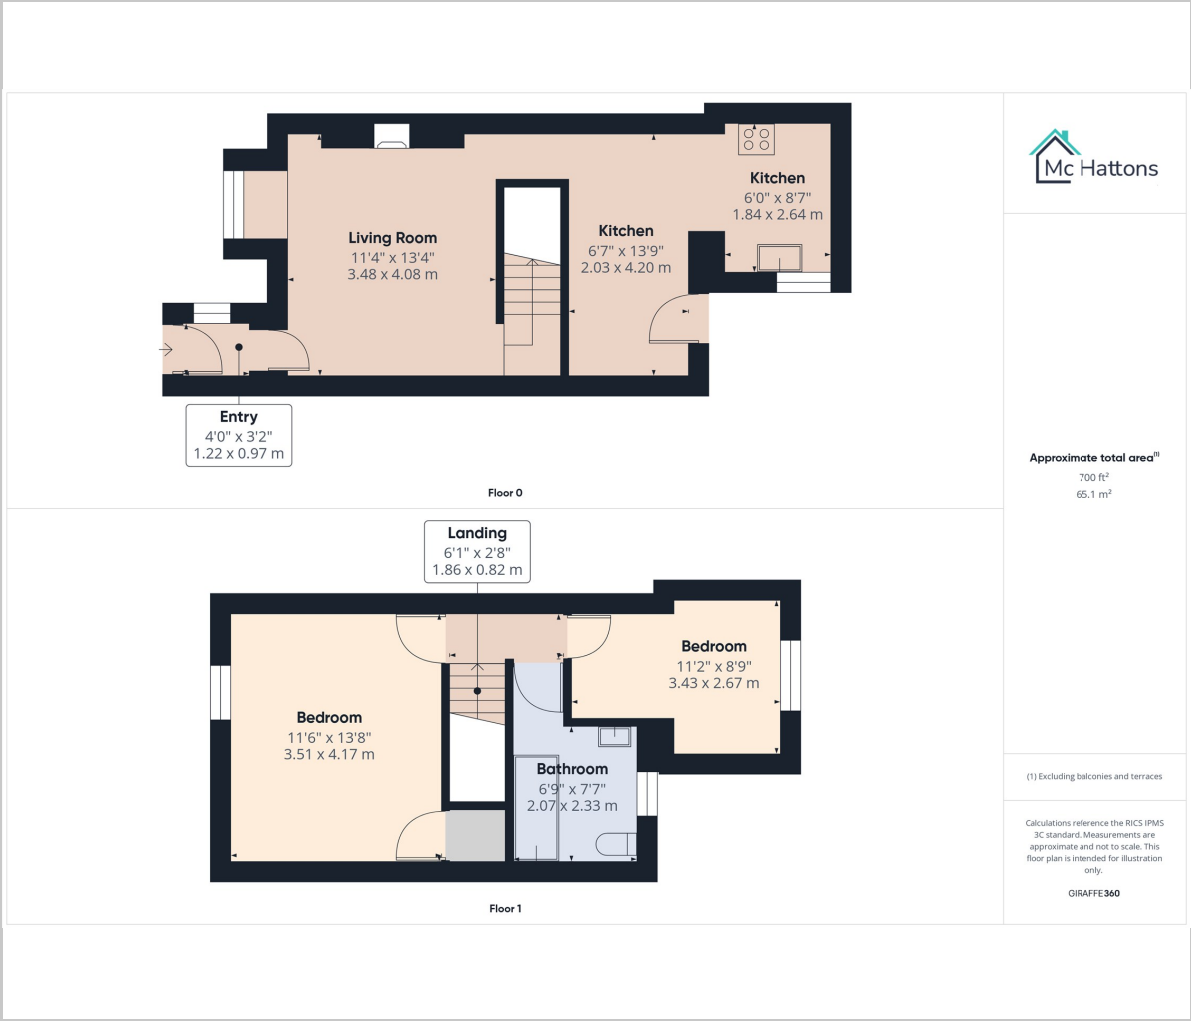 Living Room
11'4" x 13'4"
3.48 x 4.08 m
Kitchen
6'7" x 13'9"
2.03 x 4.20 m
Kitchen
6'0" x 8'7"
1.84 x 2.64 m
Entry
4'0" x 3'2"
1.22 x 0.97 m
Floor 0
Landing
6'1" x 2'8"
1.86 x 0.82 m
Bedroom
11'6" x 13'8"
3.51 x 4.17 m
Bedroom
11'2" x 8'9"
3.43 x 2.67 m
Bathroom
6'9" x 7'7"
2.07 x 2.33 m
Floor 1
Mc Hattons
Approximate total area(1)
700 ft²
65.1 m²
(1) Excluding balconies and terraces
Calculations reference the RICS IPMS
3C standard. Measurements are
approximate and not to scale. This
floor plan is intended for illustration
only.
GIRAFFE360